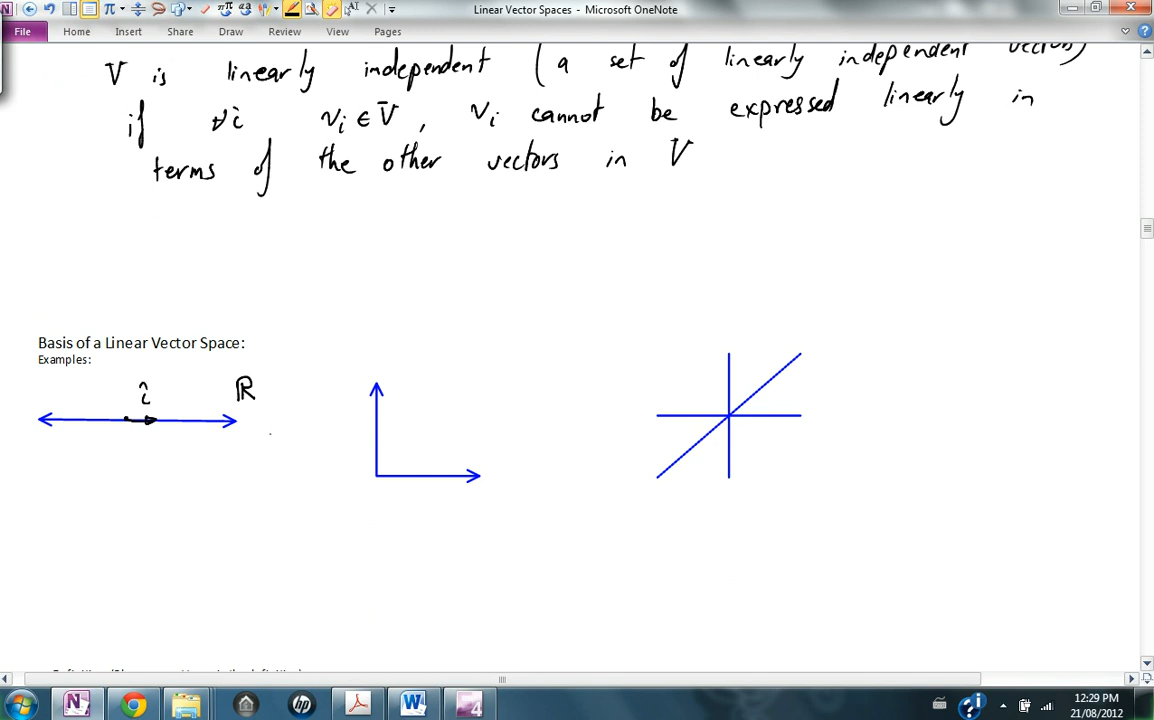 Linear Vector Spaces - Microsoft OneNote
File Home Insert Share Draw Review View Pages
V is linearly independent (a set of linearly independent vectors)
if ∀i vᵢ ∈ V̄, vᵢ cannot be expressed linearly in
terms of the other vectors in V
Basis of a Linear Vector Space:
Examples:
î ℝ
12:29 PM
21/08/2012